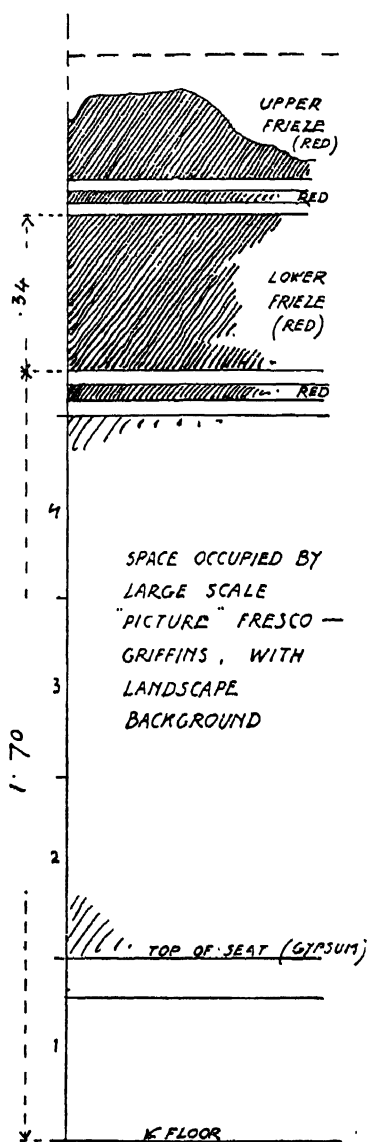 UPPER
FRIEZE
(RED)
RED
.34
LOWER
FRIEZE
(RED)
RED
4
SPACE OCCUPIED BY
LARGE SCALE
"PICTURE" FRESCO —
GRIFFINS, WITH
LANDSCAPE
BACKGROUND
3
1.70
2
TOP OF SEAT (GYPSUM)
1
FLOOR